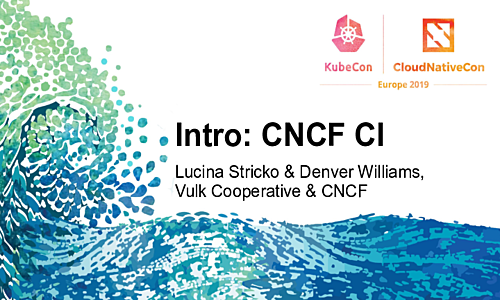 KubeCon
CloudNativeCon
Europe 2019
Intro: CNCF CI
Lucina Stricko & Denver Williams,
Vulk Cooperative & CNCF